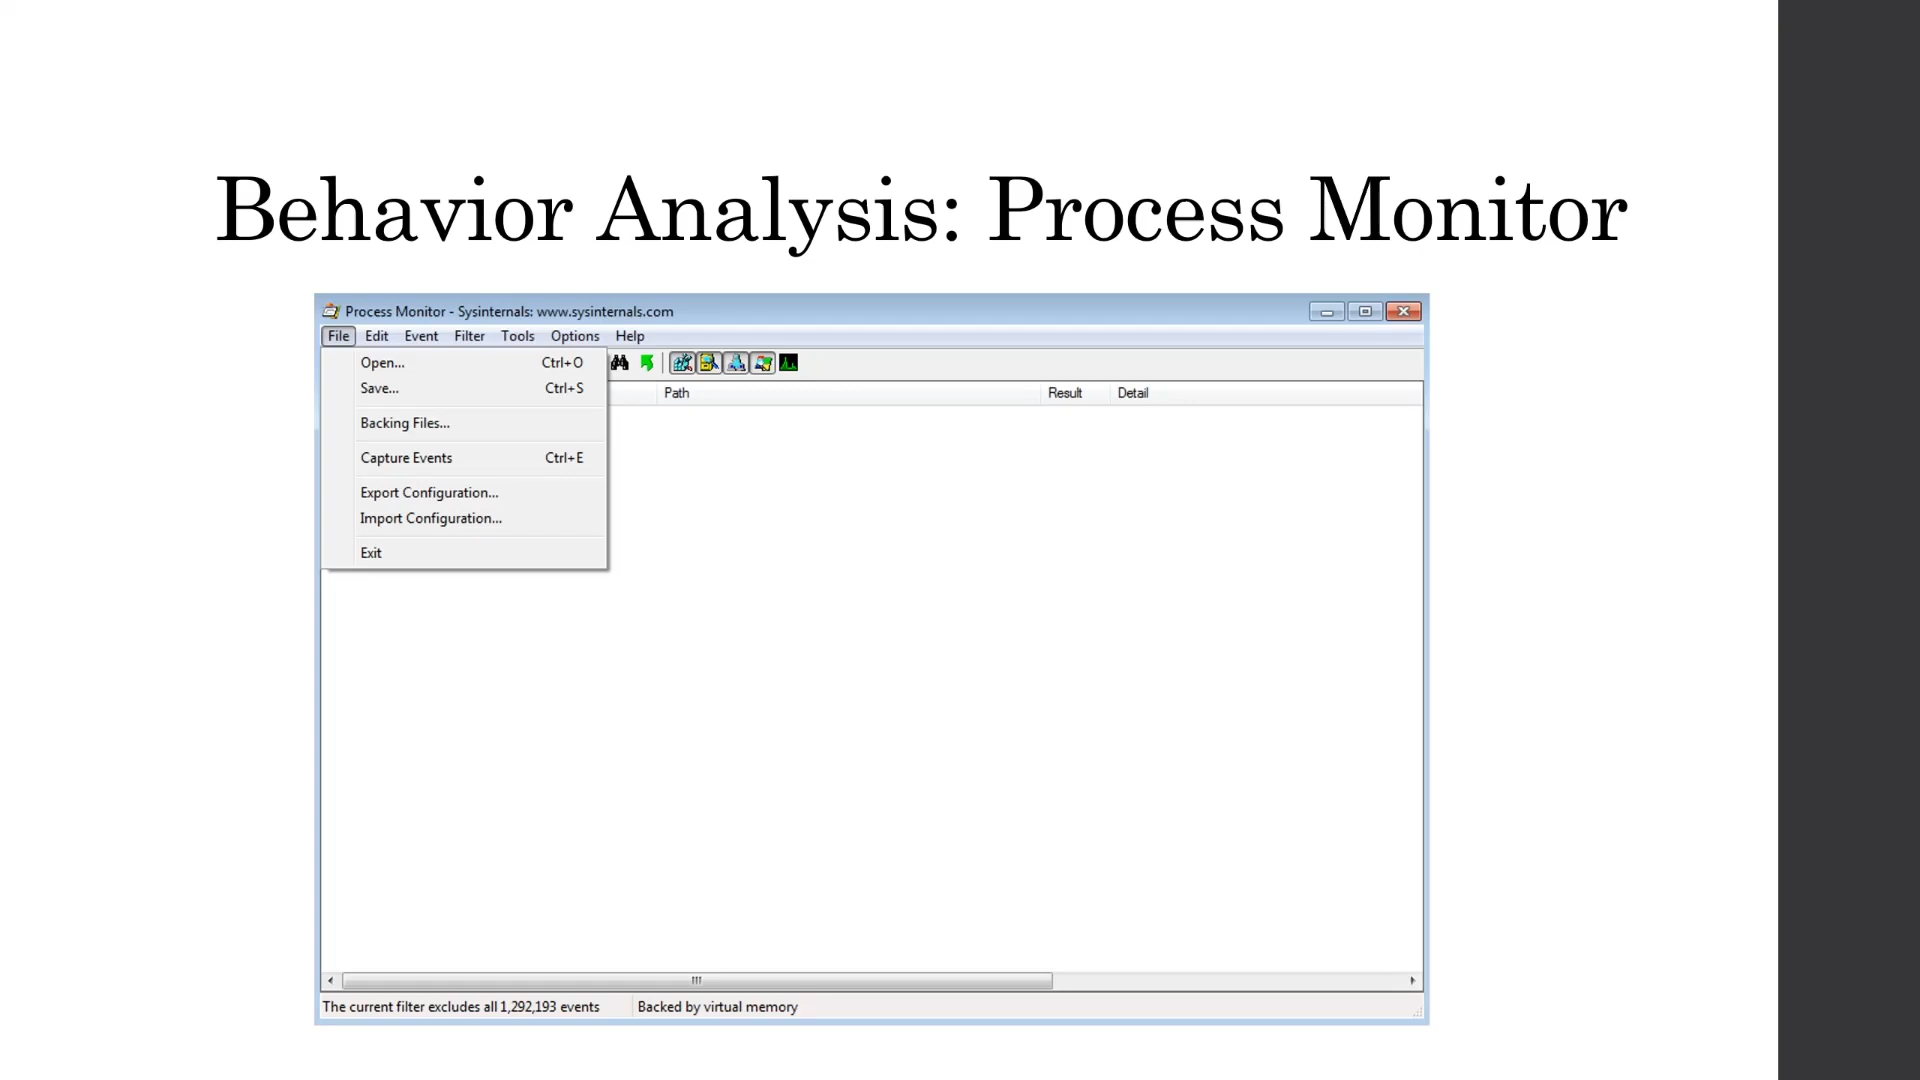 Behavior Analysis: Process Monitor
Process Monitor - Sysinternals: www.sysinternals.com
File Edit Event Filter Tools Options Help
Open... Ctrl+O
Save... Ctrl+S
Path Result Detail
Backing Files...
Capture Events Ctrl+E
Export Configuration...
Import Configuration...
Exit
The current filter excludes all 1,292,193 events Backed by virtual memory